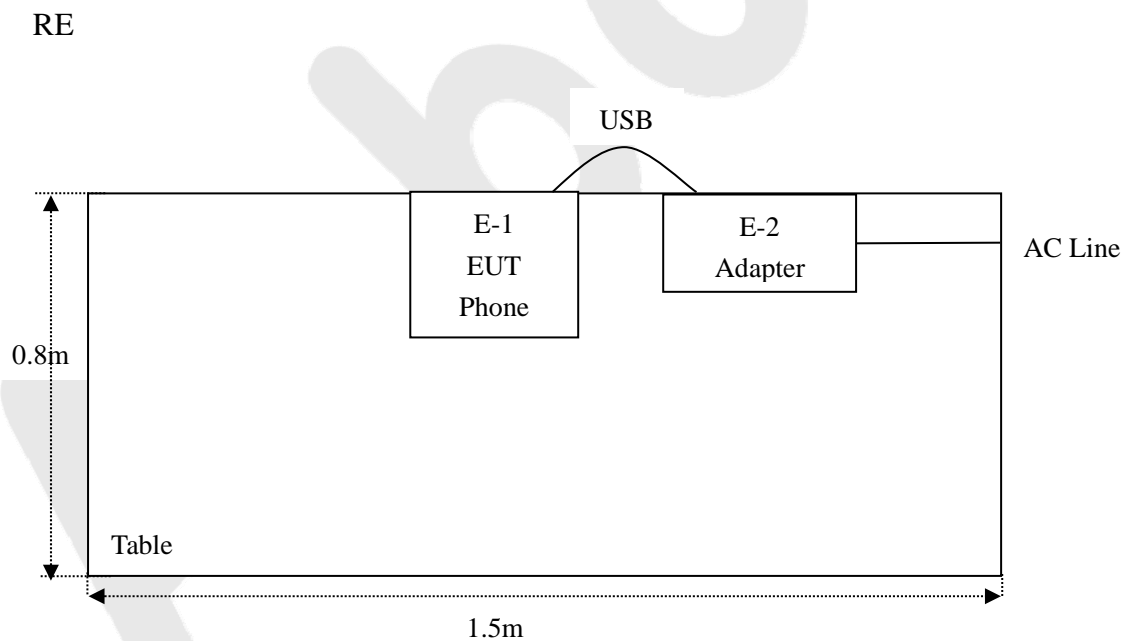 RE
USB
E-1
EUT
Phone
E-2
Adapter
AC Line
0.8m
Table
1.5m